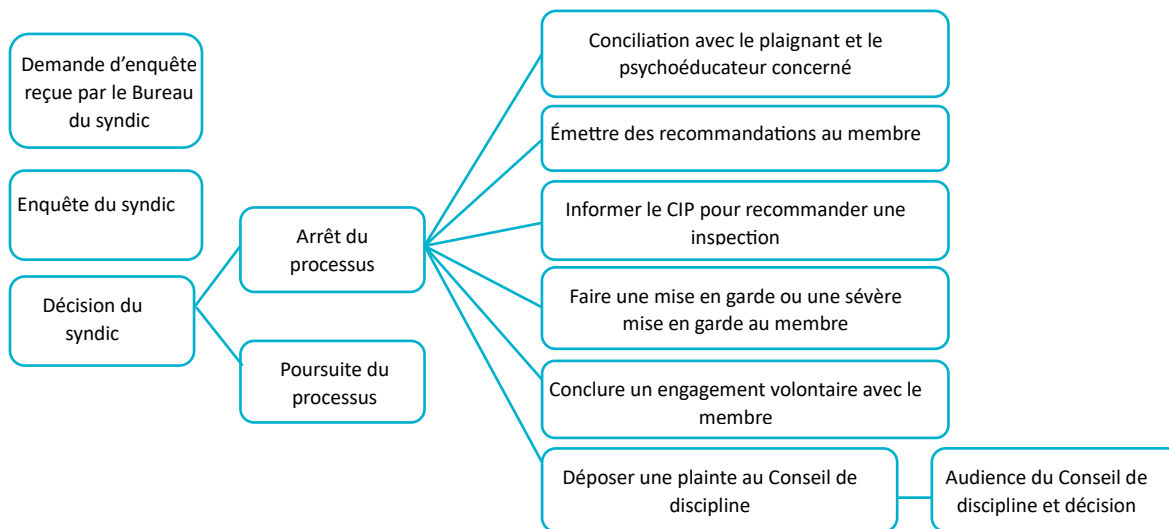 Demande d’enquête
reçue par le Bureau
du syndic
Enquête du syndic
Décision du
syndic
Arrêt du
processus
Poursuite du
processus
Conciliation avec le plaignant et le
psychoéducateur concerné
Émettre des recommandations au membre
Informer le CIP pour recommander une
inspection
Faire une mise en garde ou une sévère
mise en garde au membre
Conclure un engagement volontaire avec le
membre
Déposer une plainte au Conseil de
discipline
Audience du Conseil de
discipline et décision